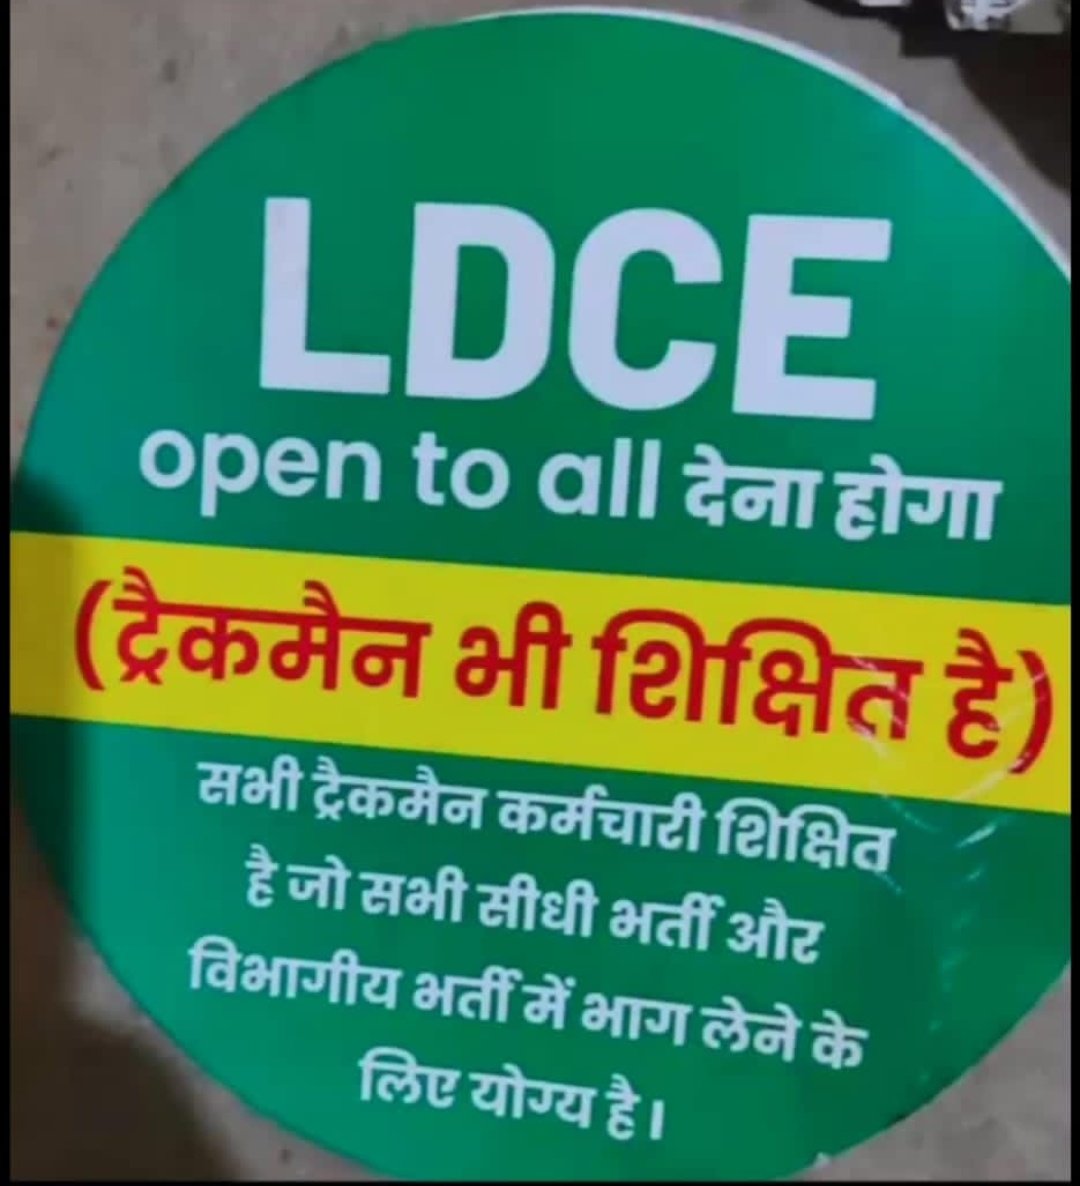 LDCE
open to all देना होगा
(ट्रैकमैन भी शिक्षित है)
सभी ट्रैकमैन कर्मचारी शिक्षित
है जो सभी सीधी भर्ती और
विभागीय भर्ती में भाग लेने के
लिए योग्य है।